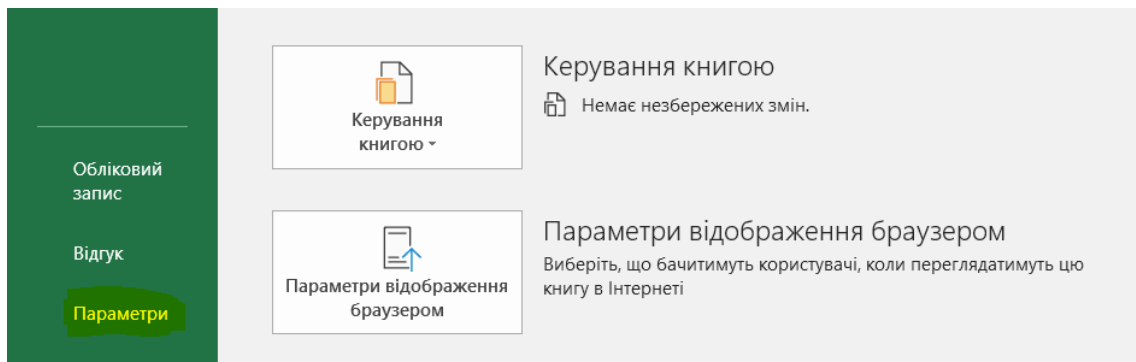 Обліковий
запис
Відгук
Параметри
Керування
книгою
Керування книгою
Немає незбережених змін.
Параметри відображення
браузером
Параметри відображення браузером
Виберіть, що бачитимуть користувачі, коли переглядатимуть цю
книгу в Інтернеті